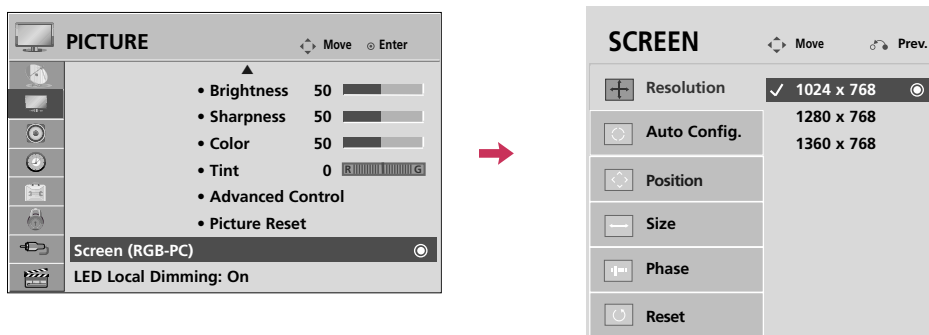 PICTURE
Move Enter
• Brightness 50
• Sharpness 50
• Color 50
• Tint 0 R G
• Advanced Control
• Picture Reset
Screen (RGB-PC)
LED Local Dimming: On
SCREEN
Move Prev.
Resolution
Auto Config.
Position
Size
Phase
Reset
1024 x 768
1280 x 768
1360 x 768